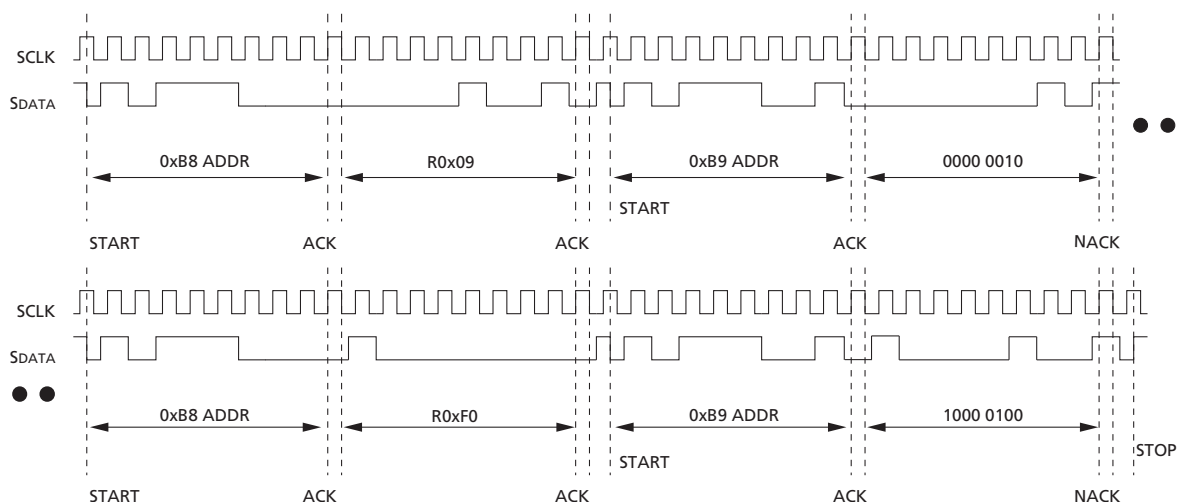 SCLK
SDATA
0xB8 ADDR R0x09 0xB9 ADDR 0000 0010
START
START ACK ACK ACK NACK
SCLK
SDATA
0xB8 ADDR R0xF0 0xB9 ADDR 1000 0100
START STOP
START ACK ACK ACK NACK